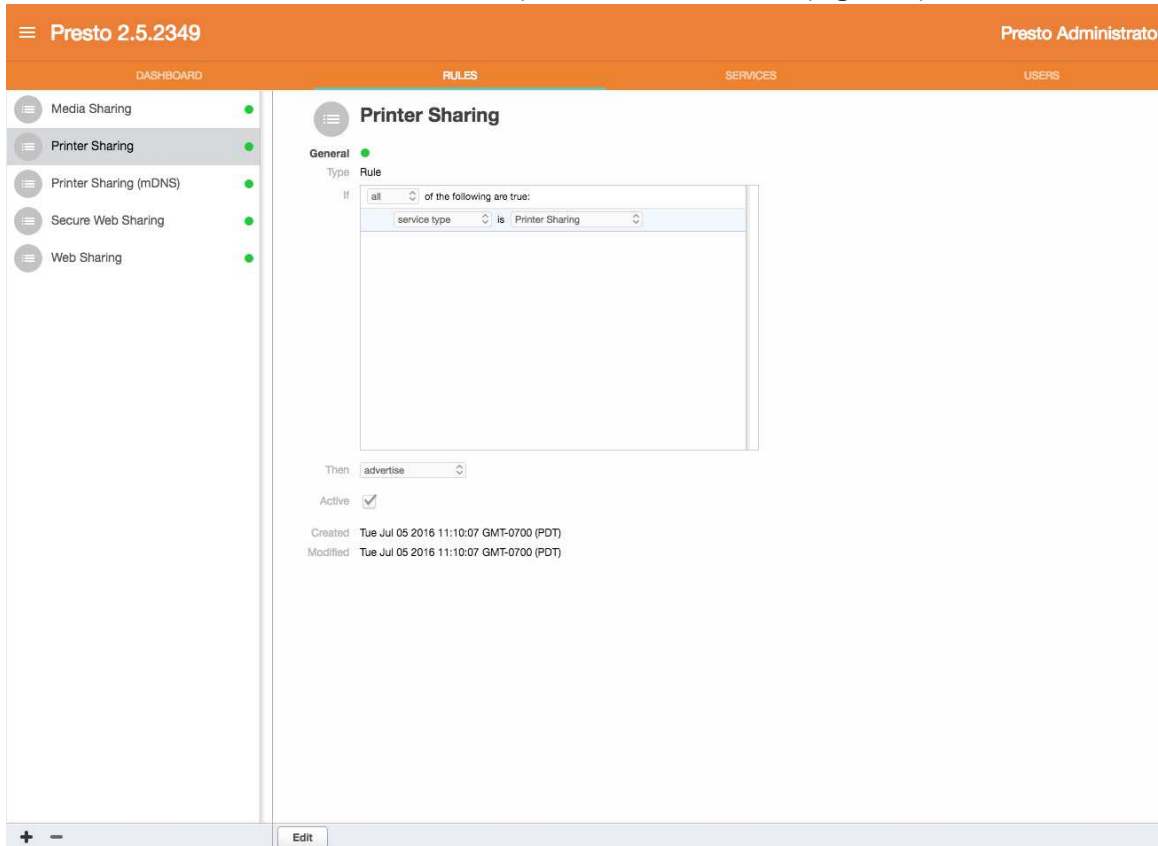 Presto 2.5.2349
Presto Administrato
DASHBOARD
RULES
SERVICES
USERS
Media Sharing
Printer Sharing
Printer Sharing (mDNS)
Secure Web Sharing
Web Sharing
Printer Sharing
General
Type Rule
If all of the following are true:
service type is Printer Sharing
Then advertise
Active
Created Tue Jul 05 2016 11:10:07 GMT-0700 (PDT)
Modified Tue Jul 05 2016 11:10:07 GMT-0700 (PDT)
Edit